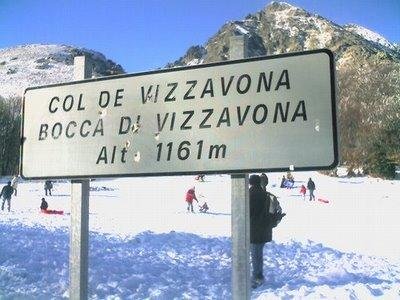 COL DE VIZZAVONA
BOCCA DI VIZZAVONA
Alt 1161m